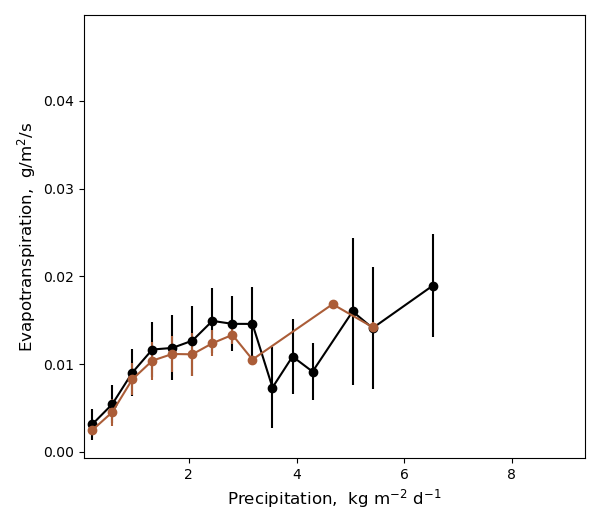 0.04
0.03
0.02
0.01
0.00
Evapotranspiration,  g/m²/s
2 4 6 8
Precipitation,  kg m⁻² d⁻¹